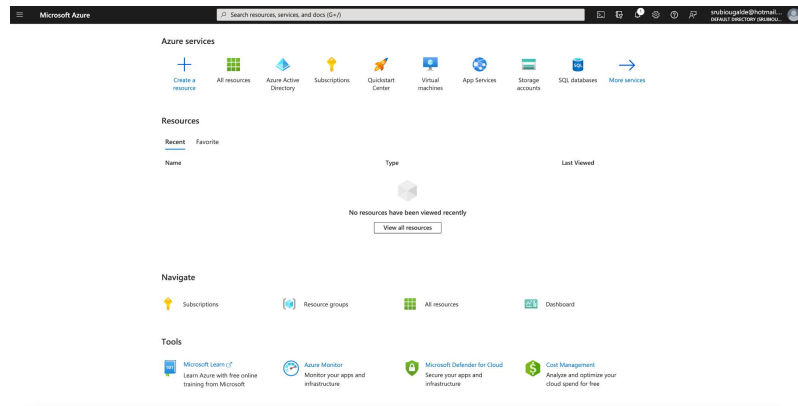 Microsoft Azure
Search resources, services, and docs (G+/)
1
srubiougalde@hotmail....
DEFAULT DIRECTORY (SRUBIOU...
Azure services
Create a resource
All resources
Azure Active Directory
Subscriptions
Quickstart Center
Virtual machines
App Services
Storage accounts
SQL
SQL databases
More services
Resources
Recent Favorite
Name Type Last Viewed
No resources have been viewed recently
View all resources
Navigate
Subscriptions Resource groups All resources Dashboard
Tools
Microsoft Learn
Learn Azure with free online
training from Microsoft
Azure Monitor
Monitor your apps and
infrastructure
Microsoft Defender for Cloud
Secure your apps and
infrastructure
Cost Management
Analyze and optimize your
cloud spend for free